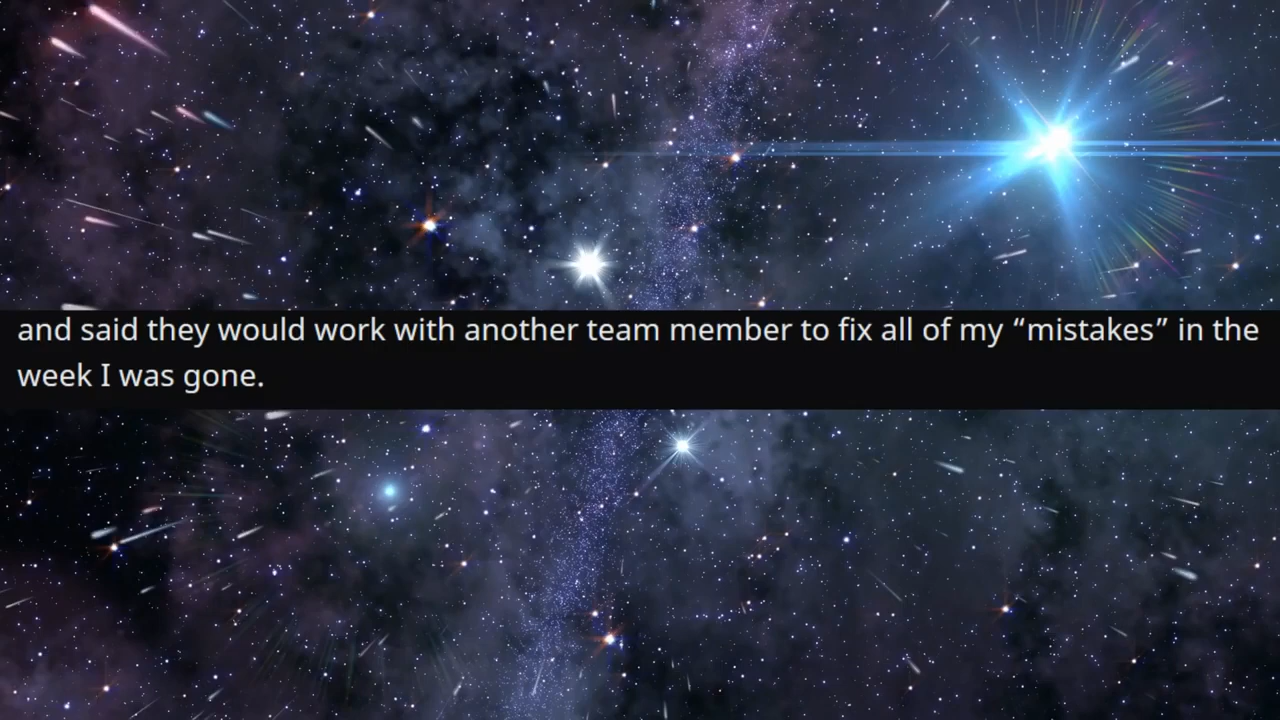 and said they would work with another team member to fix all of my “mistakes” in the
week I was gone.